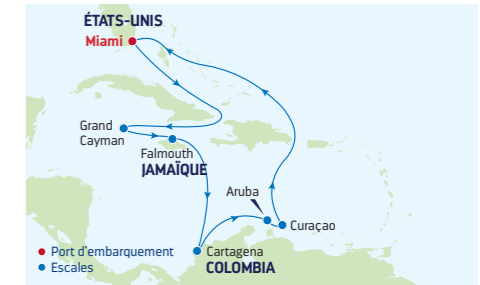 ÉTATS-UNIS
Miami
Grand
Cayman
Falmouth
JAMAÏQUE
Aruba
Curaçao
Cartagena
COLOMBIA
Port d'embarquement
Escales